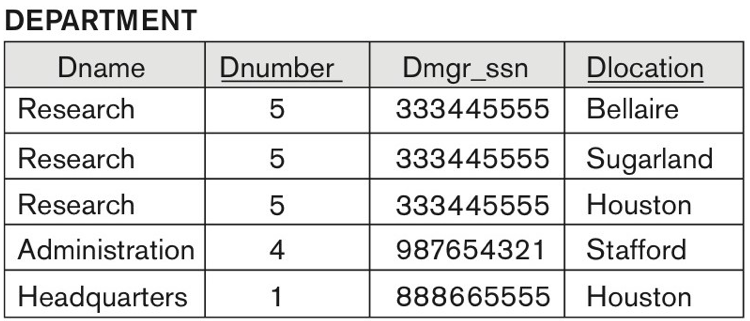 DEPARTMENT
Dname Dnumber Dmgr_ssn Dlocation
Research 5 333445555 Bellaire
Research 5 333445555 Sugarland
Research 5 333445555 Houston
Administration 4 987654321 Stafford
Headquarters 1 888665555 Houston